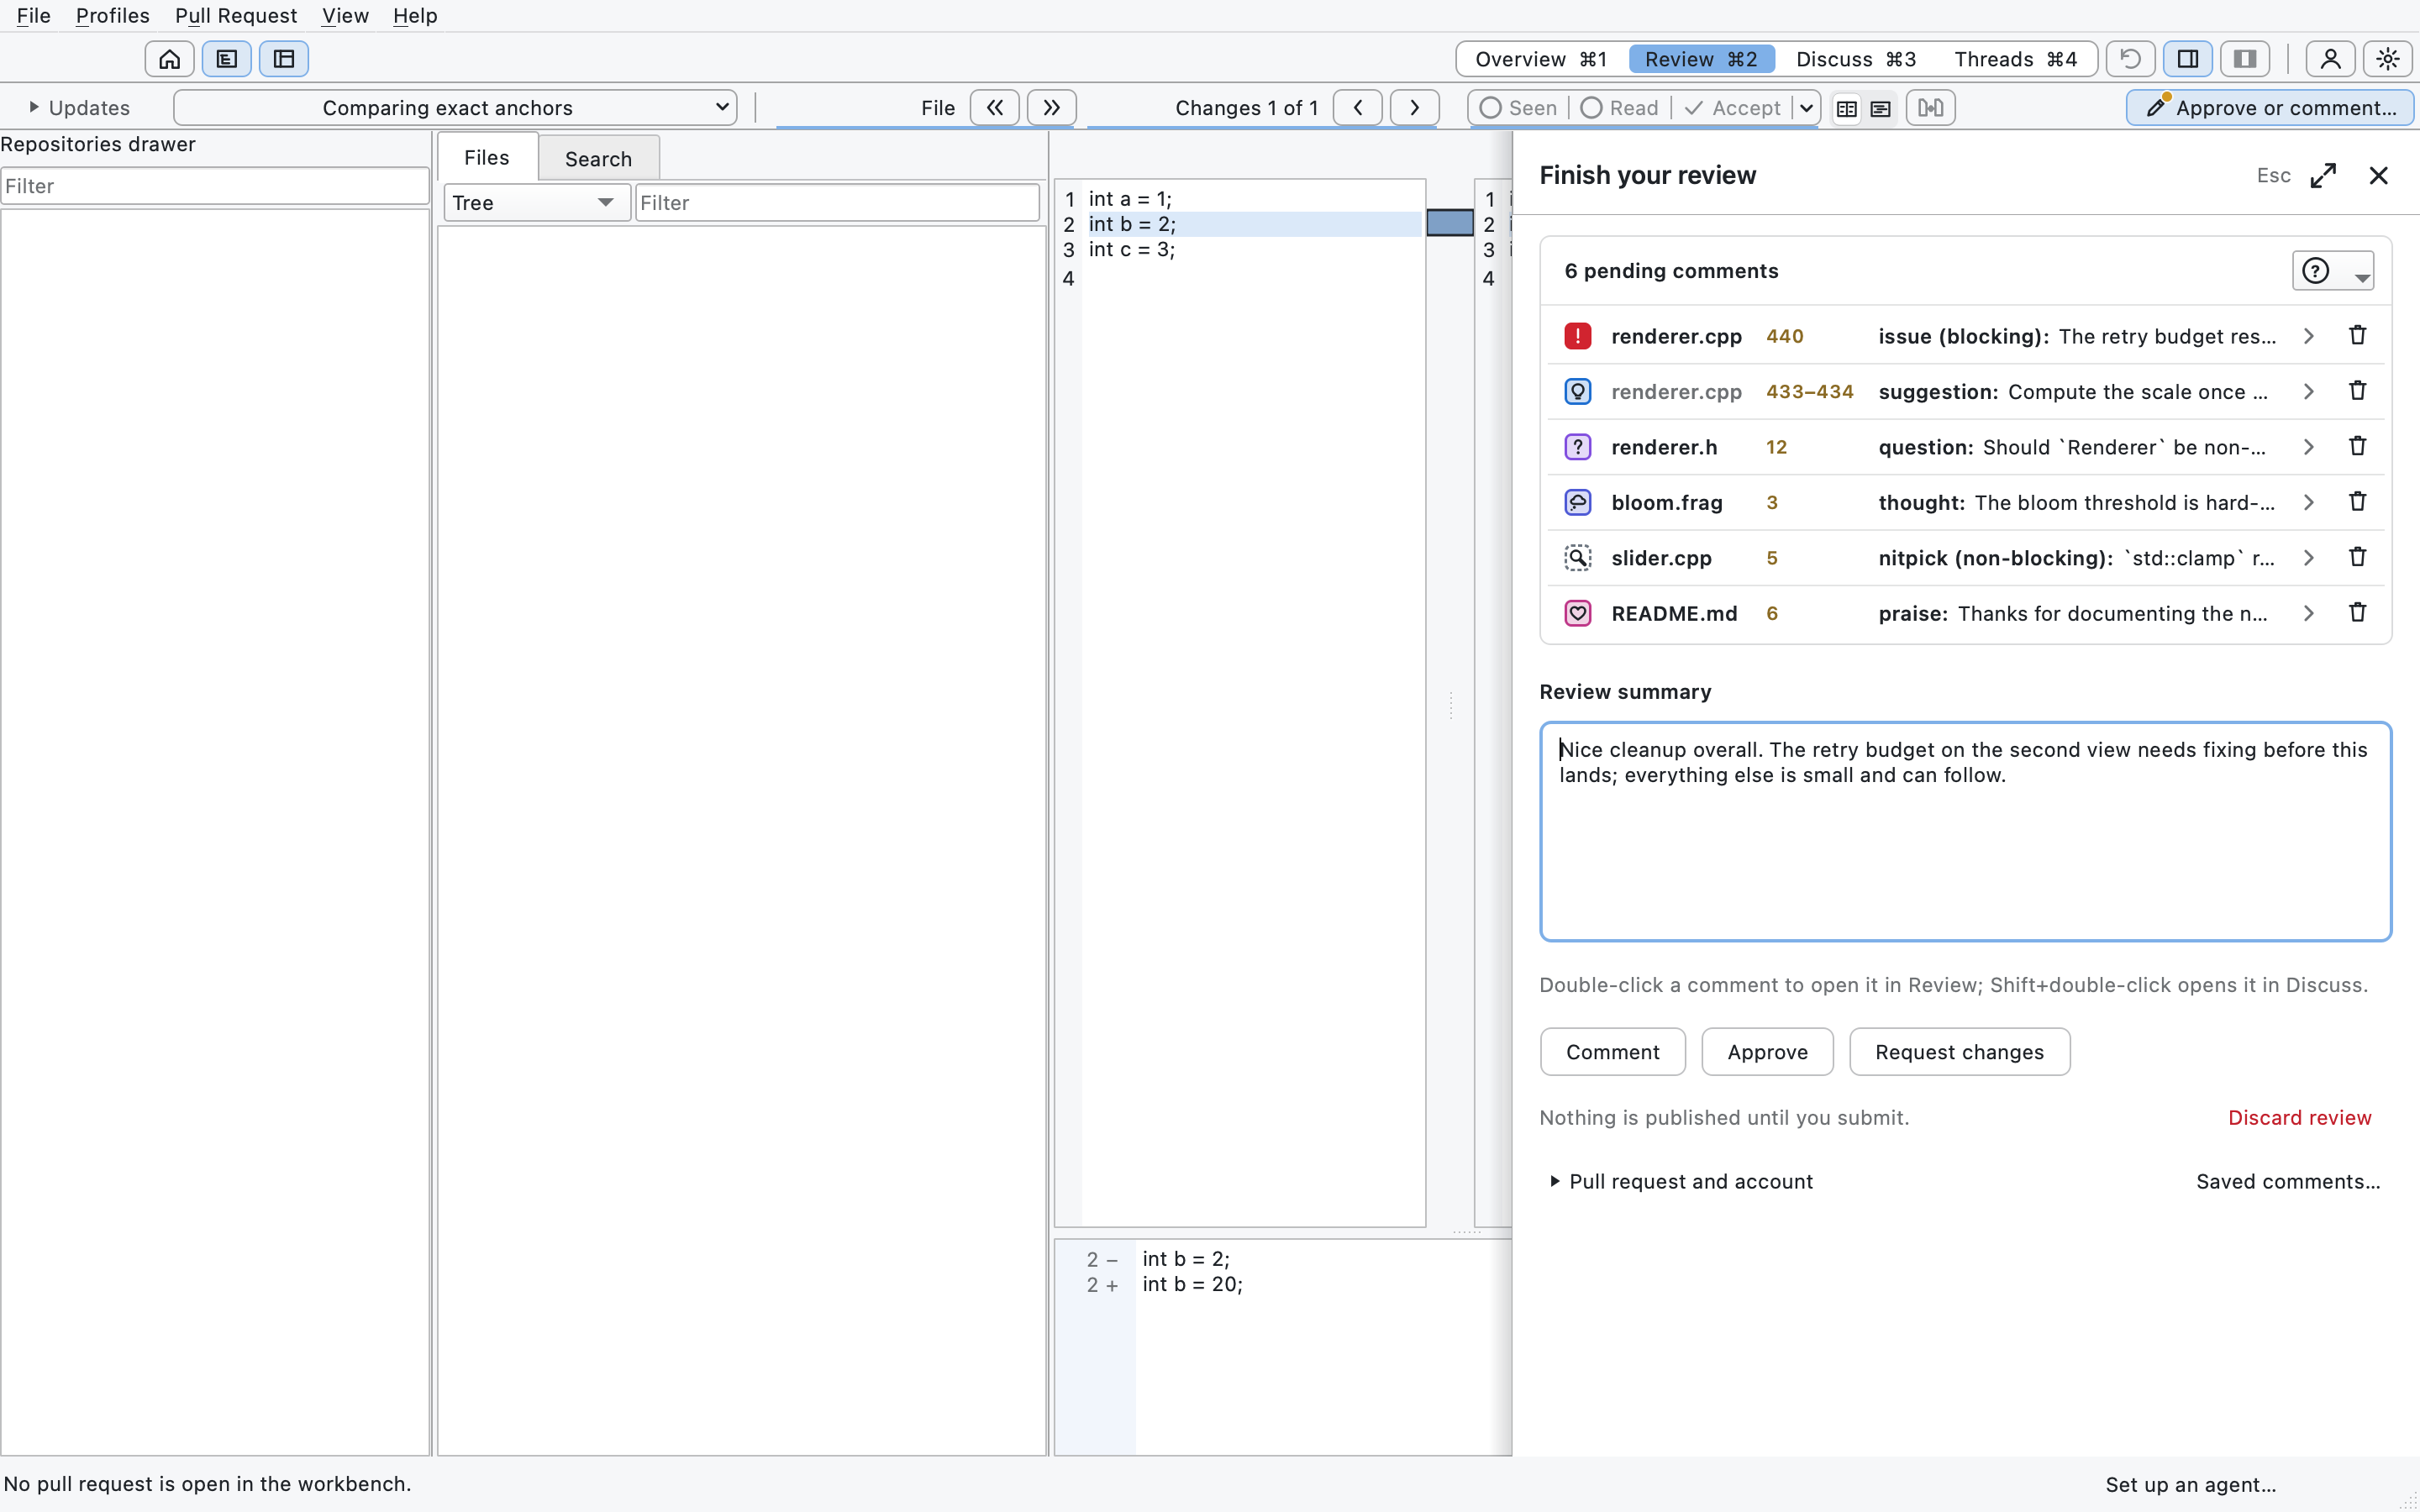 File Profiles Pull Request View Help
Overview ⌘1 Review ⌘2 Discuss ⌘3 Threads ⌘4
Updates Comparing exact anchors File Changes 1 of 1 Seen Read Accept Approve or comment...
Repositories drawer
Filter
Files Search
Tree Filter
1 int a = 1;
2 int b = 2;
3 int c = 3;
4
1
2
3
4
2 – int b = 2;
2 + int b = 20;
Finish your review Esc
6 pending comments ?
! renderer.cpp 440 issue (blocking): The retry budget res...
renderer.cpp 433–434 suggestion: Compute the scale once ...
? renderer.h 12 question: Should `Renderer` be non-...
bloom.frag 3 thought: The bloom threshold is hard-...
slider.cpp 5 nitpick (non-blocking): `std::clamp` r...
README.md 6 praise: Thanks for documenting the n...
Review summary
Nice cleanup overall. The retry budget on the second view needs fixing before this
lands; everything else is small and can follow.
Double-click a comment to open it in Review; Shift+double-click opens it in Discuss.
Comment Approve Request changes
Nothing is published until you submit. Discard review
Pull request and account Saved comments...
No pull request is open in the workbench. Set up an agent...